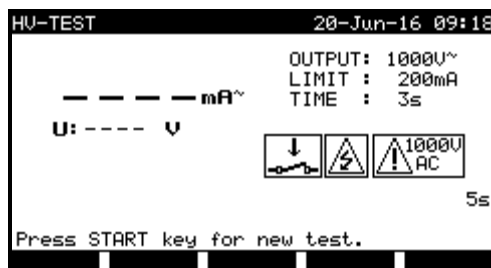 HV-TEST 20-Jun-16 09:18
OUTPUT: 1000V~
LIMIT : 200mA
---- mA~ TIME : 3s
U: ---- V
1000V
AC
5s
Press START key for new test.